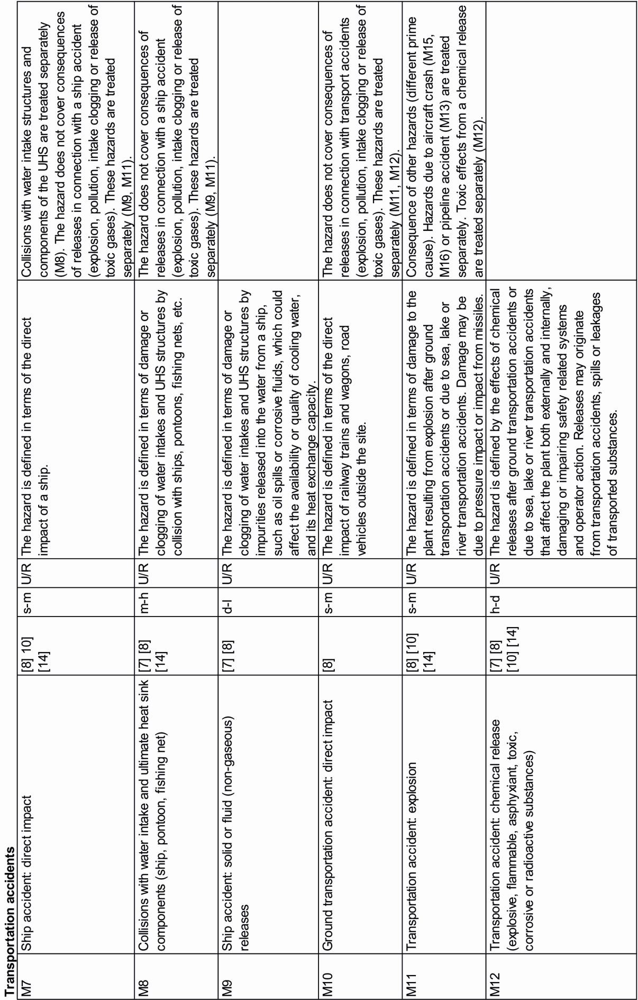 Transportation accidents
M7
Ship accident: direct impact
[8] 10]
[14]
s-m
U/R
The hazard is defined in terms of the direct
impact of a ship.
Collisions with water intake structures and
components of the UHS are treated separately
(M8). The hazard does not cover consequences
of releases in connection with a ship accident
(explosion, pollution, intake clogging or release of
toxic gases). These hazards are treated
separately (M9, M11).
M8
Collisions with water intake and ultimate heat sink
components (ship, pontoon, fishing net)
[7] [8]
[14]
m-h
U/R
The hazard is defined in terms of damage or
clogging of water intakes and UHS structures by
collision with ships, pontoons, fishing nets, etc.
The hazard does not cover consequences of
releases in connection with a ship accident
(explosion, pollution, intake clogging or release of
toxic gases). These hazards are treated
separately (M9, M11).
M9
Ship accident: solid or fluid (non-gaseous)
releases
[7] [8]
d-l
U/R
The hazard is defined in terms of damage or
clogging of water intakes and UHS structures by
impurities released into the water from a ship,
such as oil spills or corrosive fluids, which could
affect the availability or quality of cooling water,
and its heat exchange capacity.
M10
Ground transportation accident: direct impact
[8]
s-m
U/R
The hazard is defined in terms of the direct
impact of railway trains and wagons, road
vehicles outside the site.
The hazard does not cover consequences of
releases in connection with transport accidents
(explosion, pollution, intake clogging or release of
toxic gases). These hazards are treated
separately (M11, M12).
M11
Transportation accident: explosion
[8] [10]
[14]
s-m
U/R
The hazard is defined in terms of damage to the
plant resulting from explosion after ground
transportation accidents or due to sea, lake or
river transportation accidents. Damage may be
due to pressure impact or impact from missiles.
Consequence of other hazards (different prime
cause). Hazards due to aircraft crash (M15,
M16) or pipeline accident (M13) are treated
separately. Toxic effects from a chemical release
are treated separately (M12).
M12
Transportation accident: chemical release
(explosive, flammable, asphyxiant, toxic,
corrosive or radioactive substances)
[7] [8]
[10] [14]
h-d
U/R
The hazard is defined by the effects of chemical
releases after ground transportation accidents or
due to sea, lake or river transportation accidents
that affect the plant both externally and internally,
damaging or impairing safety related systems
and operator action. Releases may originate
from transportation accidents, spills or leakages
of transported substances.